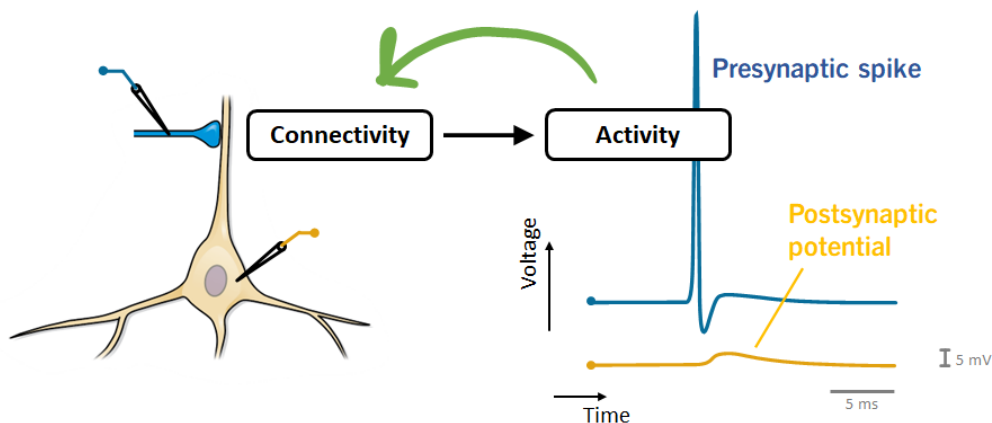 Presynaptic spike
Connectivity
Activity
Postsynaptic
potential
Voltage
5 mV
5 ms
Time